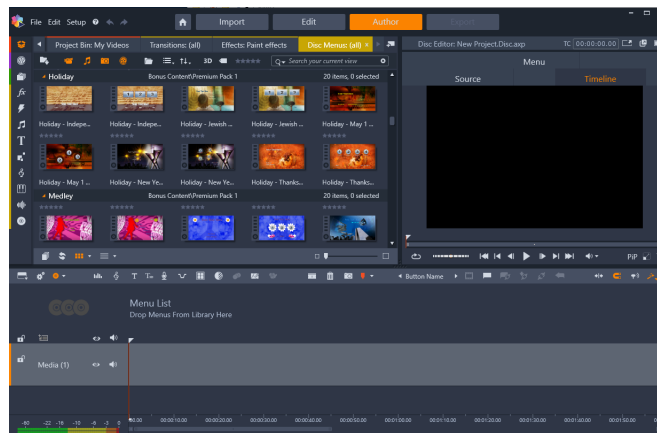 File Edit Setup
Import
Edit
Author
Export
Project Bin: My Videos
Transitions: (all)
Effects: Paint effects
Disc Menus: (all) ×
Disc Editor: New Project.Disc.axp
TC 00:00:00.00
Menu
3D
Search your current view
Source
Timeline
Holiday
Bonus Content\Premium Pack 1
20 items, 0 selected
Holiday - Indepe...
Holiday - Indepe...
Holiday - Jewish ...
Holiday - Jewish ...
Holiday - May 1 ...
Holiday - May 1 ...
Holiday - New Ye...
Holiday - New Ye...
Holiday - Thanks...
Holiday - Thanks...
Medley
Bonus Content\Premium Pack 1
20 items, 0 selected
PiP
Button Name
Menu List
Drop Menus From Library Here
Media (1)
-60 -22 -16 -10 -6 -3 0
00:00:10.00 00:00:20.00 00:00:30.00 00:00:40.00 00:00:50.00 00:01:00.00 00:01:10.00 00:01:20.00 00:01:30.00 00:01:40.00 00:01:50.00